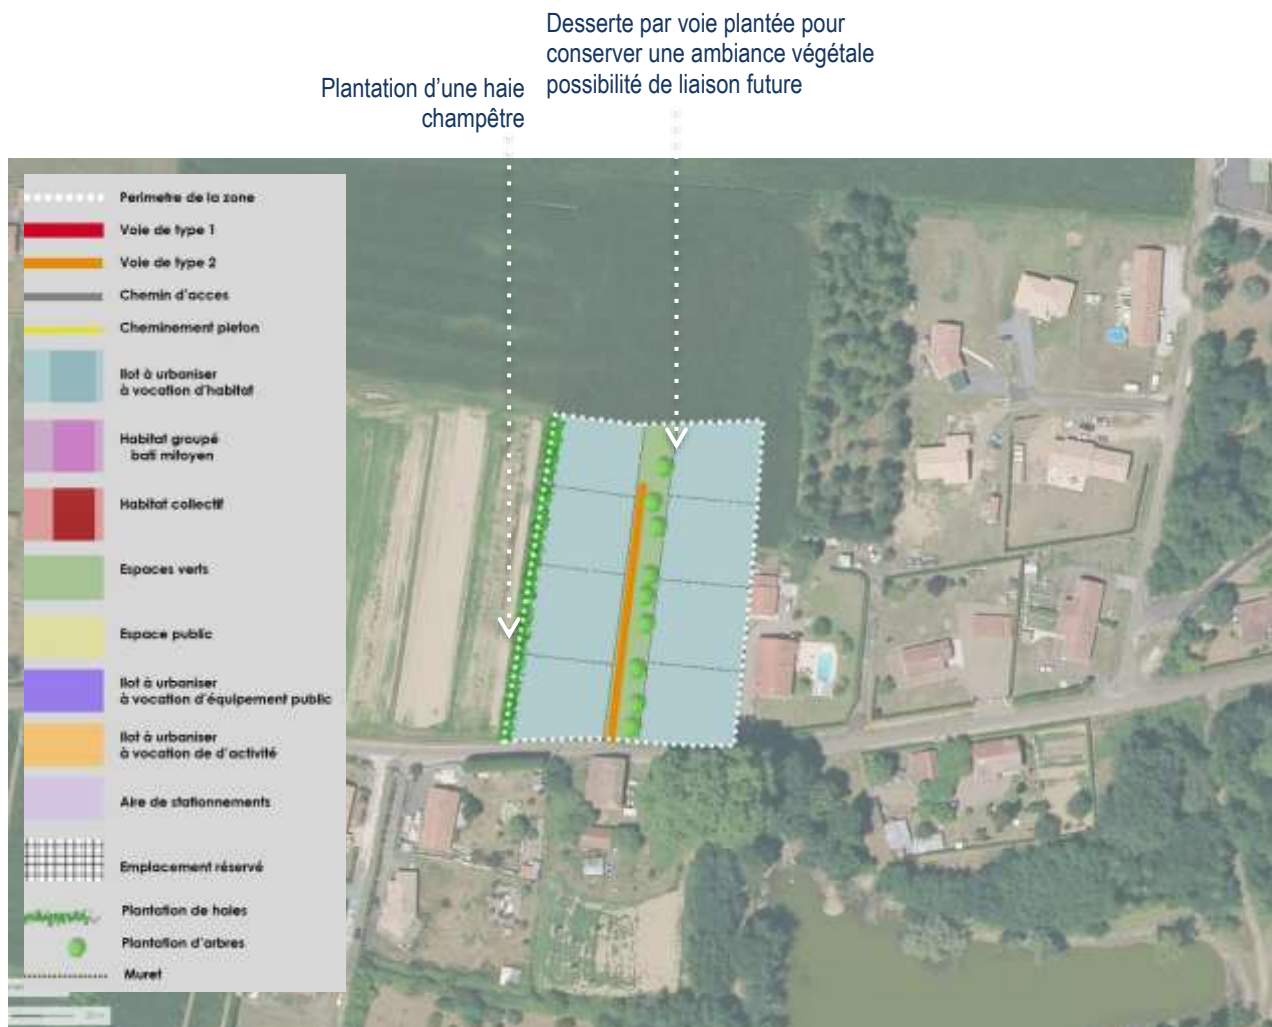 Desserte par voie plantée pour
conserver une ambiance végétale
possibilité de liaison future
Plantation d'une haie
champêtre
Perimetre de la zone
Voie de type 1
Voie de type 2
Chemin d'acces
Cheminement pieton
Ilot à urbaniser
à vocation d'habitat
Habitat groupé
bati mitoyen
Habitat collectif
Espaces verts
Espace public
Ilot à urbaniser
à vocation d'équipement public
Ilot à urbaniser
à vocation de d'activité
Aire de stationnements
Emplacement réservé
Plantation de haies
Plantation d'arbres
Muret